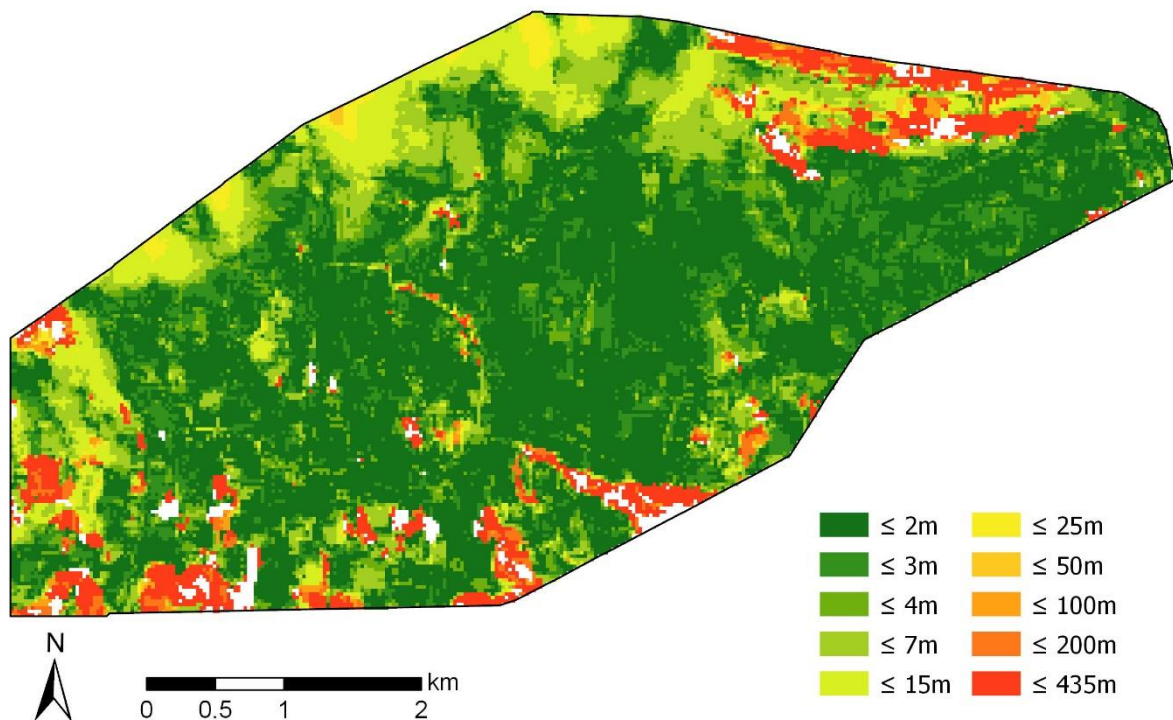 ≤ 2m
≤ 25m
≤ 3m
≤ 50m
≤ 4m
≤ 100m
≤ 7m
≤ 200m
≤ 15m
≤ 435m
N
km
0 0.5 1 2